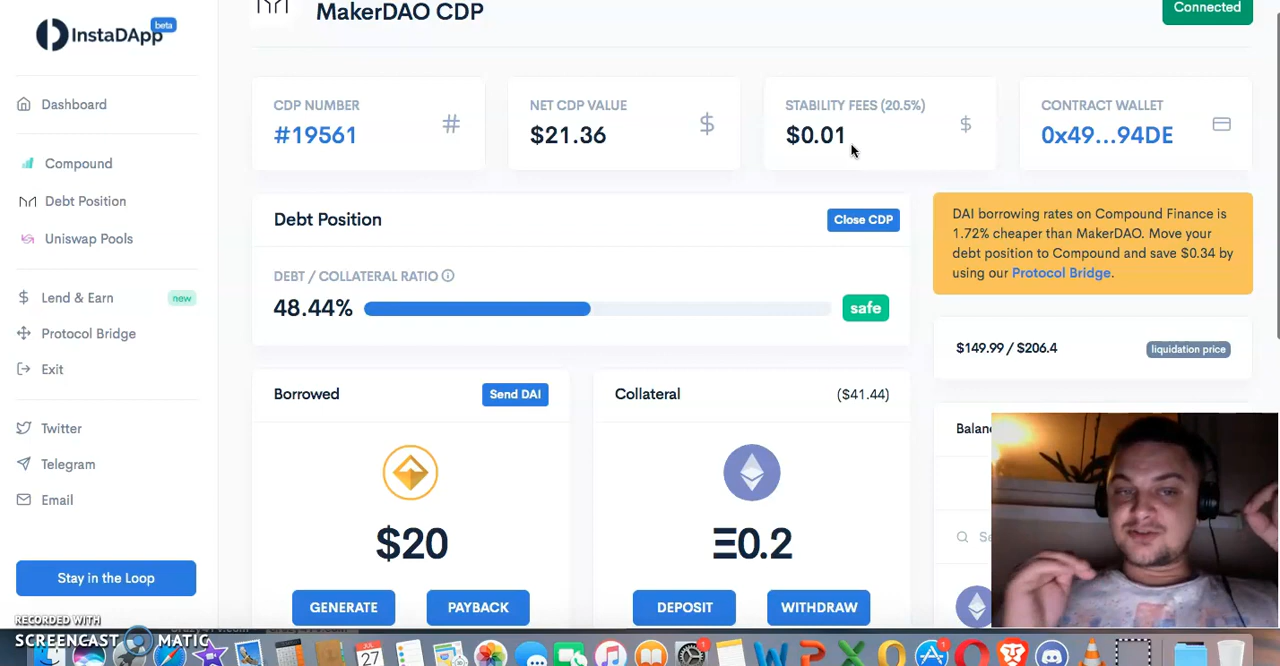 InstaDApp
beta
Dashboard
Compound
Debt Position
Uniswap Pools
Lend & Earn
new
Protocol Bridge
Exit
Twitter
Telegram
Email
Stay in the Loop
MakerDAO CDP
Connected
CDP NUMBER
#19561
#
NET CDP VALUE
$21.36
$
STABILITY FEES (20.5%)
$0.01
$
CONTRACT WALLET
0x49...94DE
Debt Position
Close CDP
DEBT / COLLATERAL RATIO
48.44%
safe
DAI borrowing rates on Compound Finance is
1.72% cheaper than MakerDAO. Move your
debt position to Compound and save $0.34 by
using our Protocol Bridge.
$149.99 / $206.4
liquidation price
Borrowed
Send DAI
$20
GENERATE
PAYBACK
Collateral
($41.44)
Ξ0.2
DEPOSIT
WITHDRAW
RECORDED WITH
SCREENCAST MATIC
27
1
1